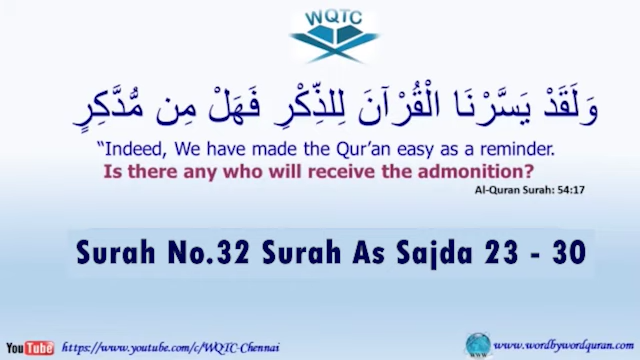 WQTC
وَلَقَدْ يَسَّرْنَا الْقُرْآنَ لِلذِّكْرِ فَهَلْ مِن مُّدَّكِرٍ
“Indeed, We have made the Qur’an easy as a reminder.
Is there any who will receive the admonition?
Al-Quran Surah: 54:17
Surah No.32 Surah As Sajda 23 - 30
YouTube https://www.youtube.com/c/WQTC-Chennai
www.wordbywordquran.com